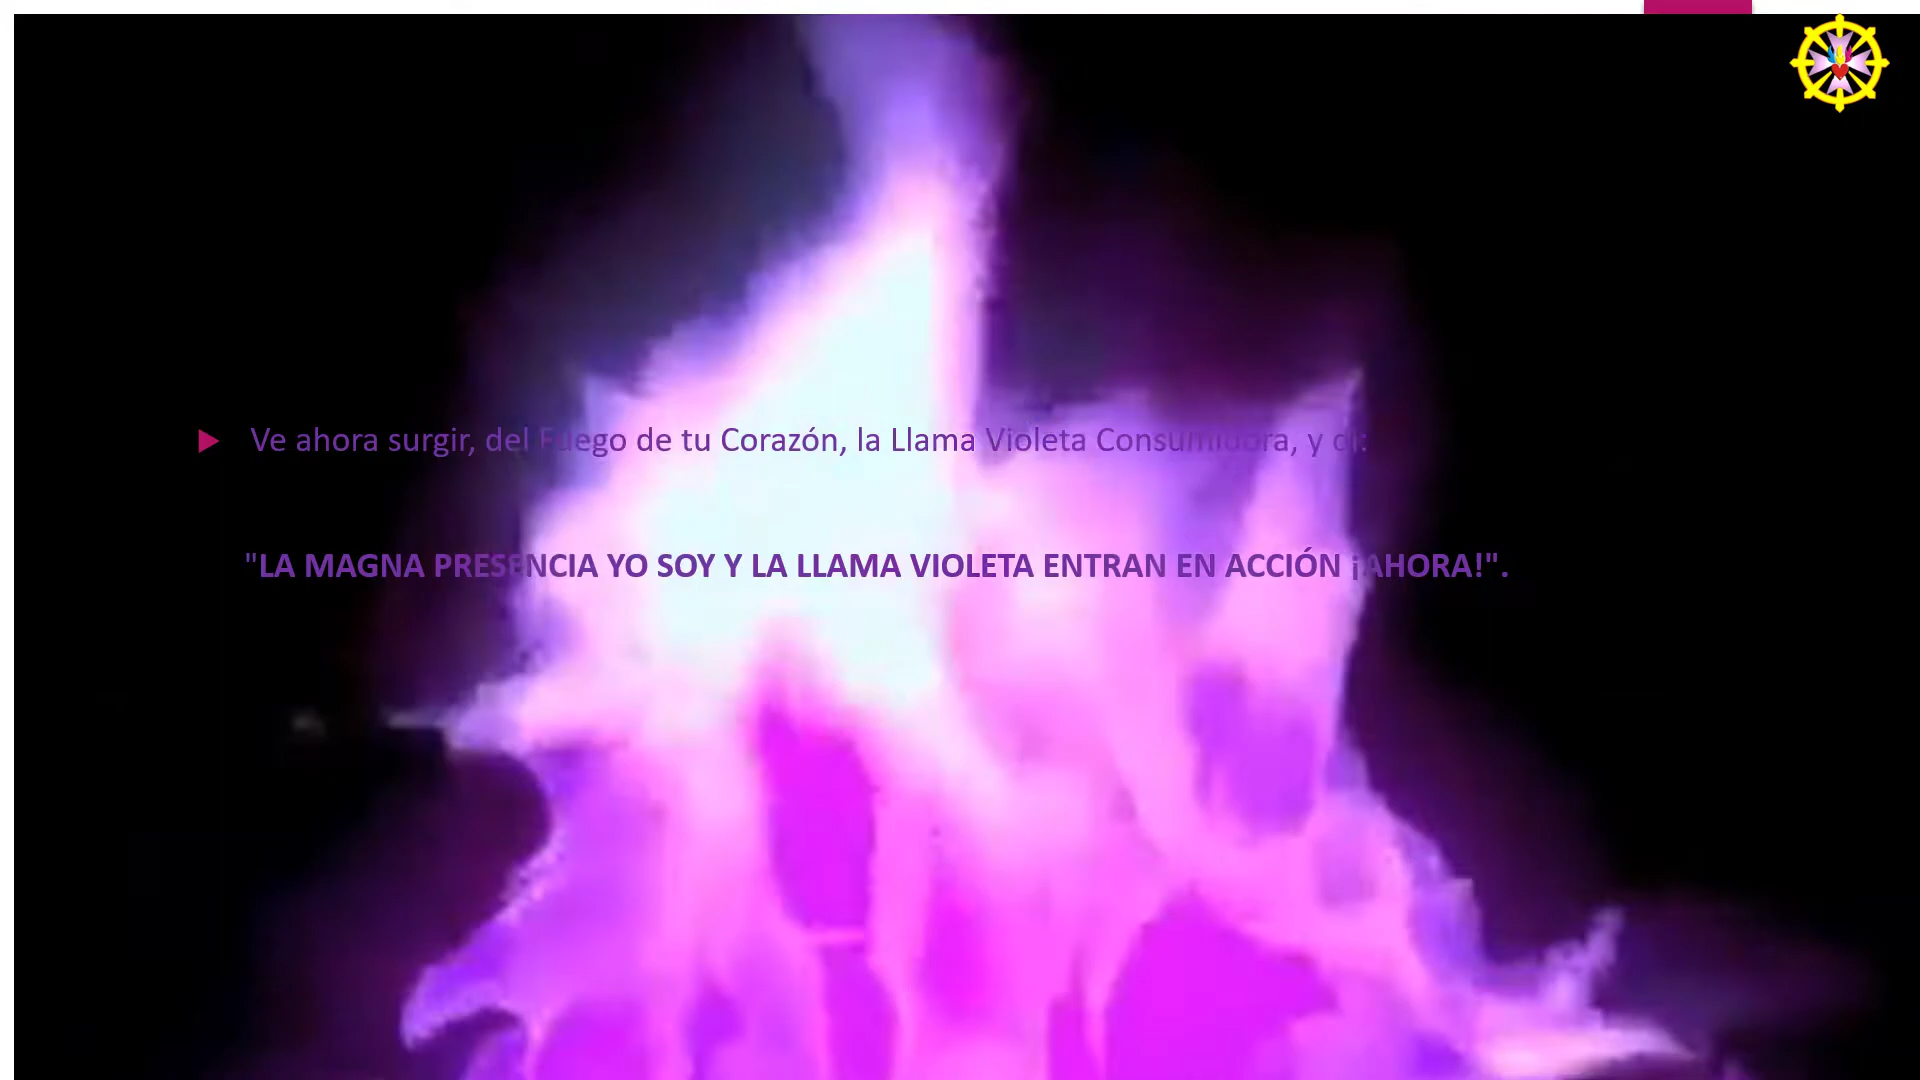 Ve ahora surgir, del Fuego de tu Corazón, la Llama Violeta Consumidora, y di:
"LA MAGNA PRESENCIA YO SOY Y LA LLAMA VIOLETA ENTRAN EN ACCIÓN ¡AHORA!".